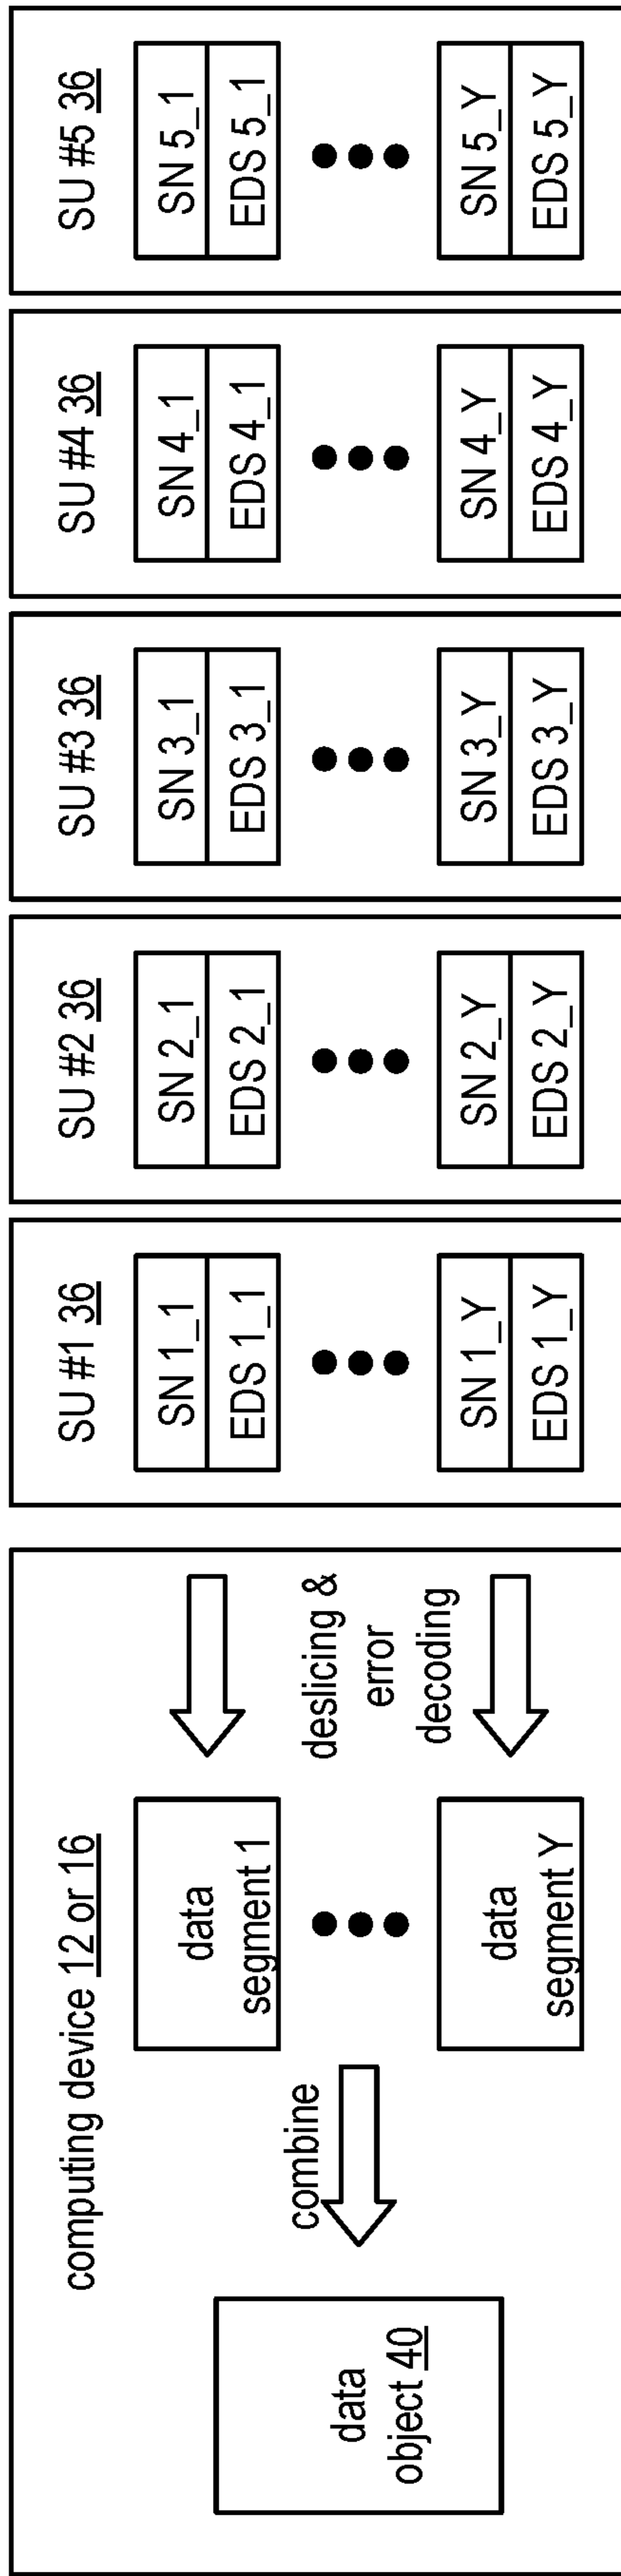 computing device 12 or 16
data
object 40
combine
data
segment 1
data
segment Y
deslicing &
error
decoding
SU #1 36
SN 1_1
EDS 1_1
SN 1_Y
EDS 1_Y
SU #2 36
SN 2_1
EDS 2_1
SN 2_Y
EDS 2_Y
SU #3 36
SN 3_1
EDS 3_1
SN 3_Y
EDS 3_Y
SU #4 36
SN 4_1
EDS 4_1
SN 4_Y
EDS 4_Y
SU #5 36
SN 5_1
EDS 5_1
SN 5_Y
EDS 5_Y